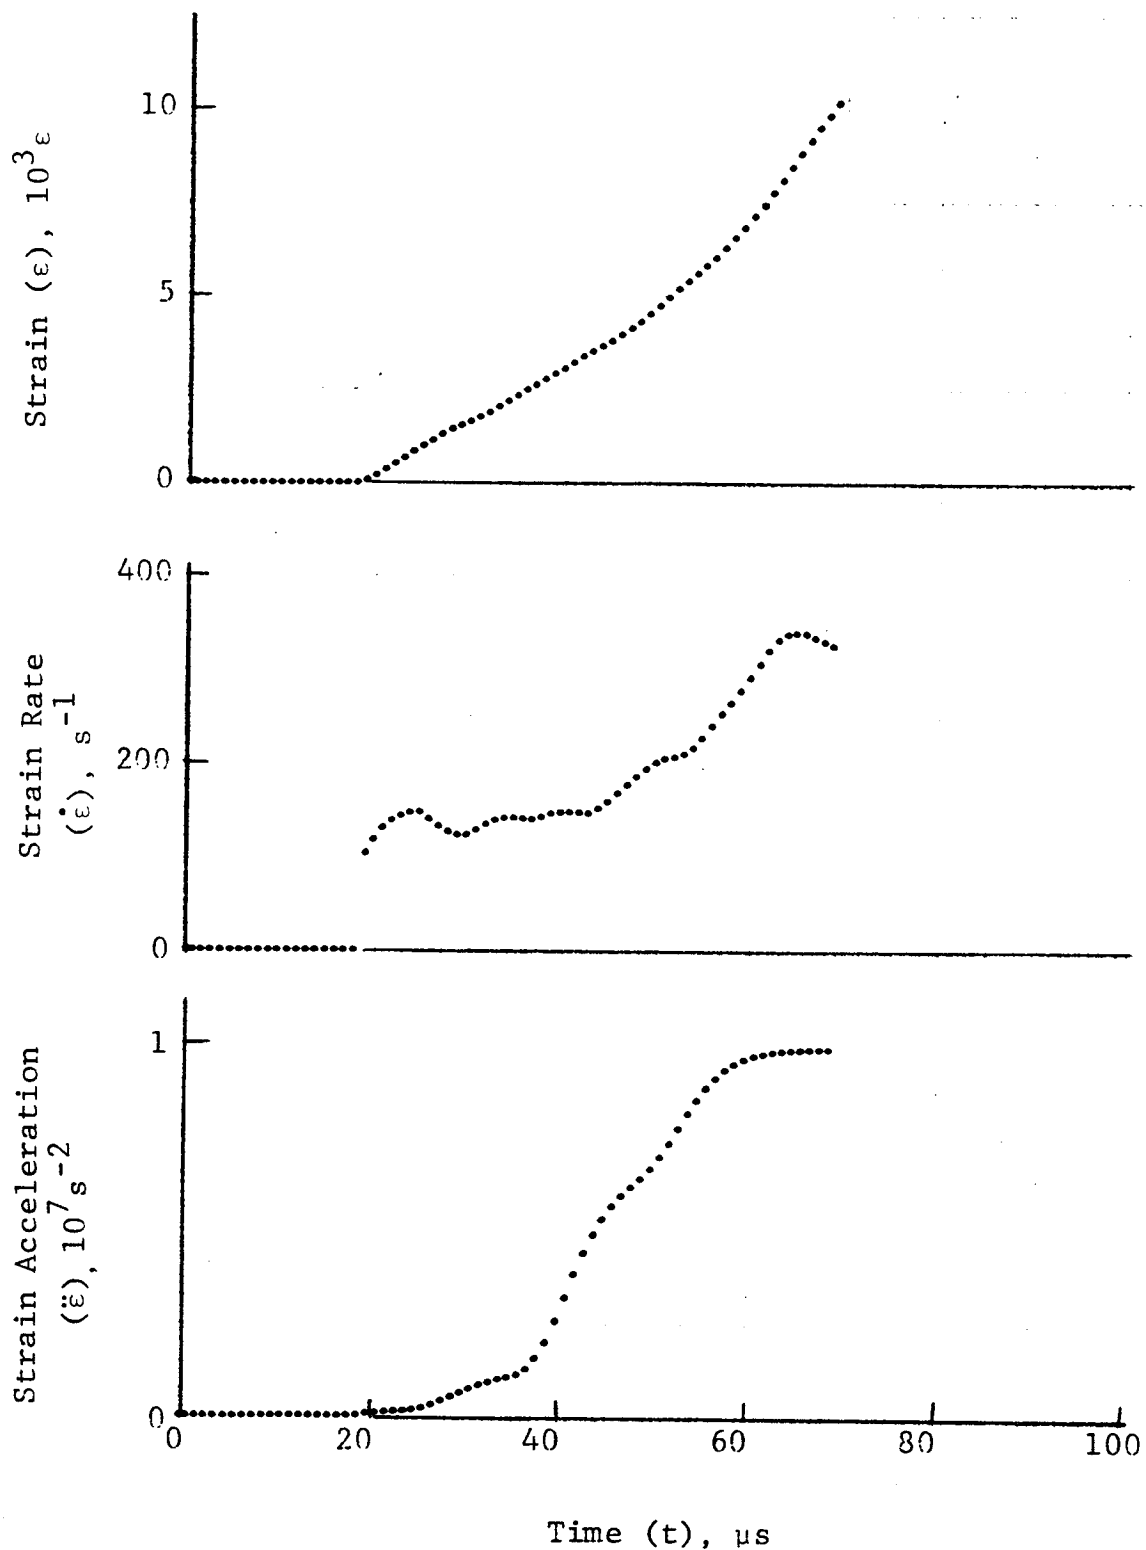 10
5
0
Strain (ε), 10³ε
400
200
0
Strain Rate
(ε̇), s⁻¹
1
0
Strain Acceleration
(ε̈), 10⁷s⁻²
0 20 40 60 80 100
Time (t), μs